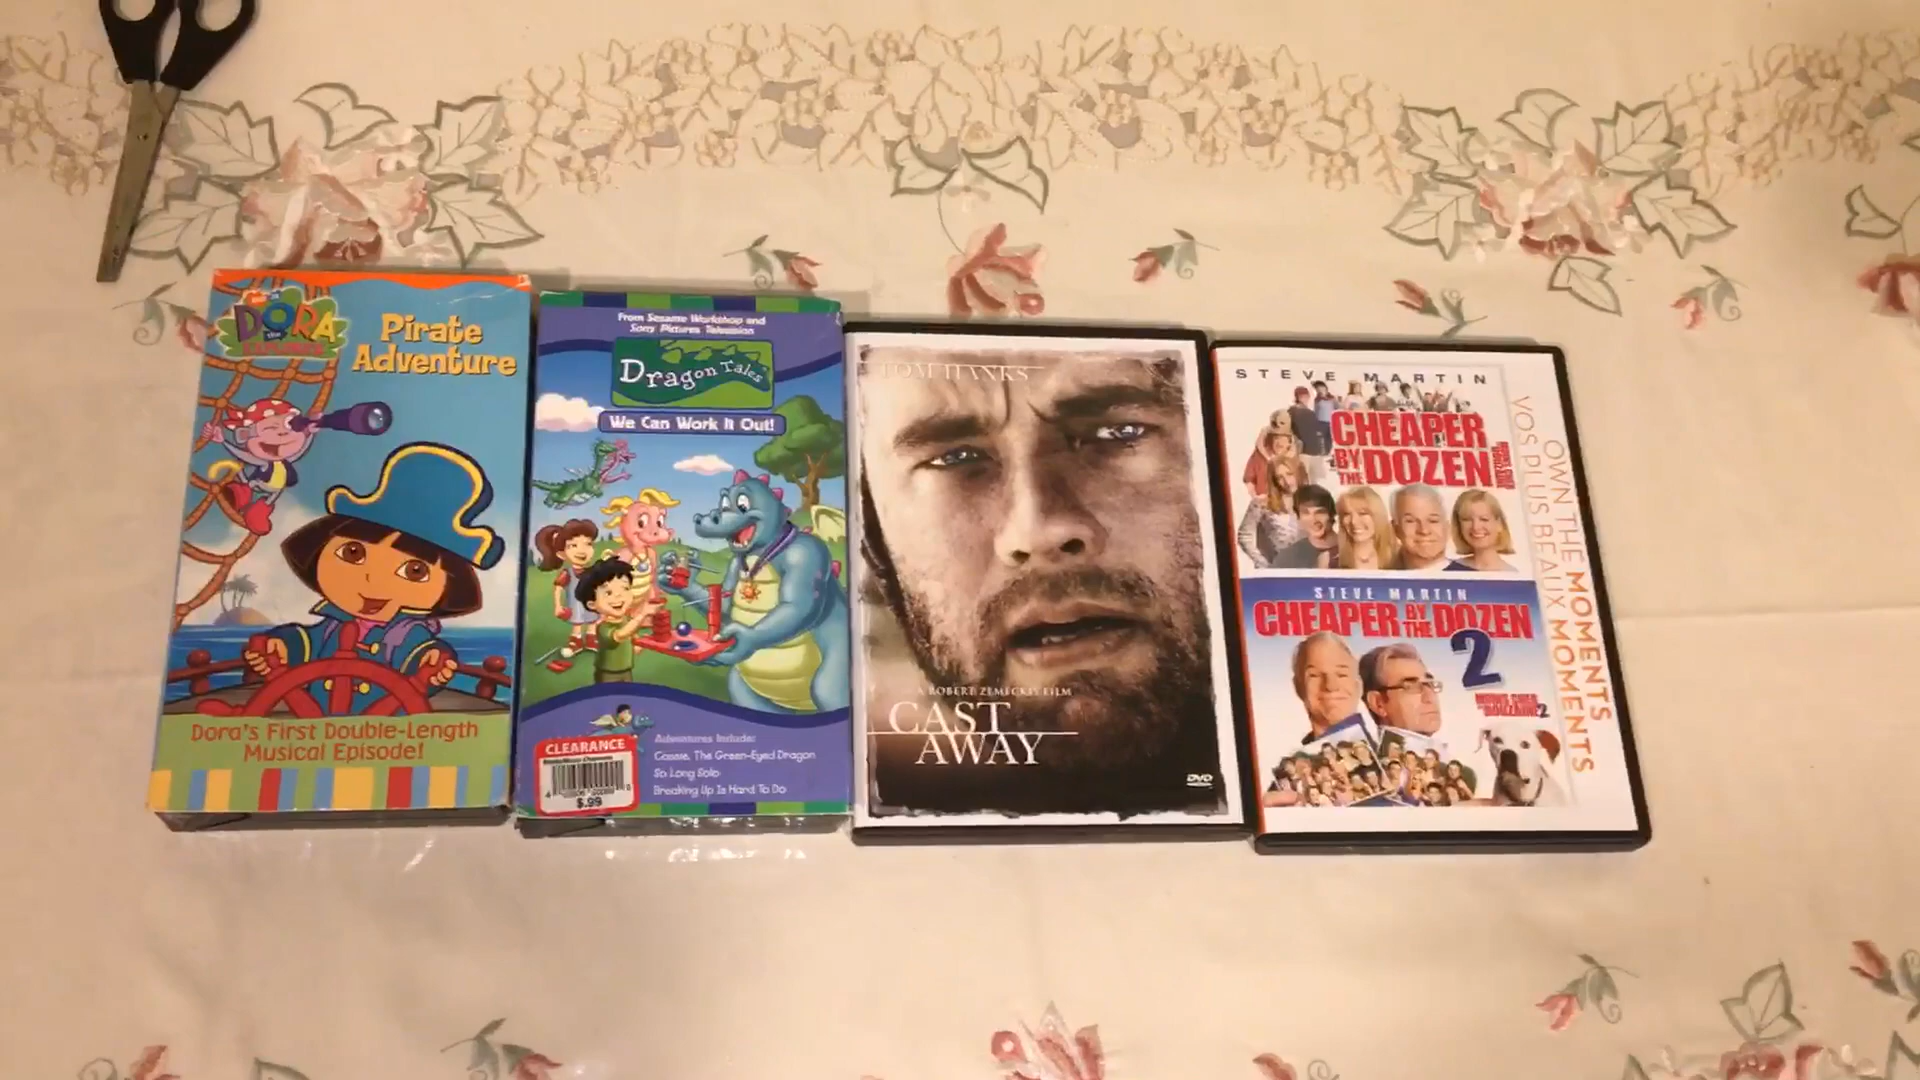 DORA
the
EXPLORER
Pirate
Adventure
Dora's First Double-Length
Musical Episode!
From Sesame Workshop and
Sony Pictures Television
Dragon Tales
We Can Work It Out!
CLEARANCE
$.99
Adventures Include:
Cassie, The Green-Eyed Dragon
So Long Solo
Breaking Up Is Hard To Do
TOM HANKS
A ROBERT ZEMECKIS FILM
CAST
AWAY
DVD
STEVE MARTIN
CHEAPER
BY THE DOZEN
STEVE MARTIN
CHEAPER BY THE DOZEN
2
OWN THE MOMENTS
VOS PLUS BEAUX MOMENTS